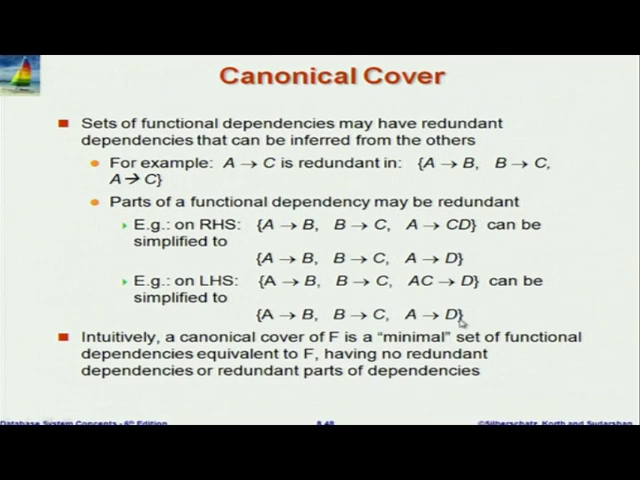 Canonical Cover
Sets of functional dependencies may have redundant
dependencies that can be inferred from the others
For example: A → C is redundant in: {A → B, B → C,
A→ C}
Parts of a functional dependency may be redundant
E.g.: on RHS: {A → B, B → C, A → CD} can be
simplified to
{A → B, B → C, A → D}
E.g.: on LHS: {A → B, B → C, AC → D} can be
simplified to
{A → B, B → C, A → D}
Intuitively, a canonical cover of F is a “minimal” set of functional
dependencies equivalent to F, having no redundant
dependencies or redundant parts of dependencies
Database System Concepts - 6th Edition 8.48 ©Silberschatz, Korth and Sudarshan